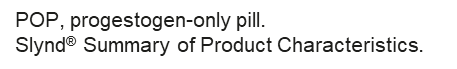 POP, progestogen-only pill.
Slynd® Summary of Product Characteristics.